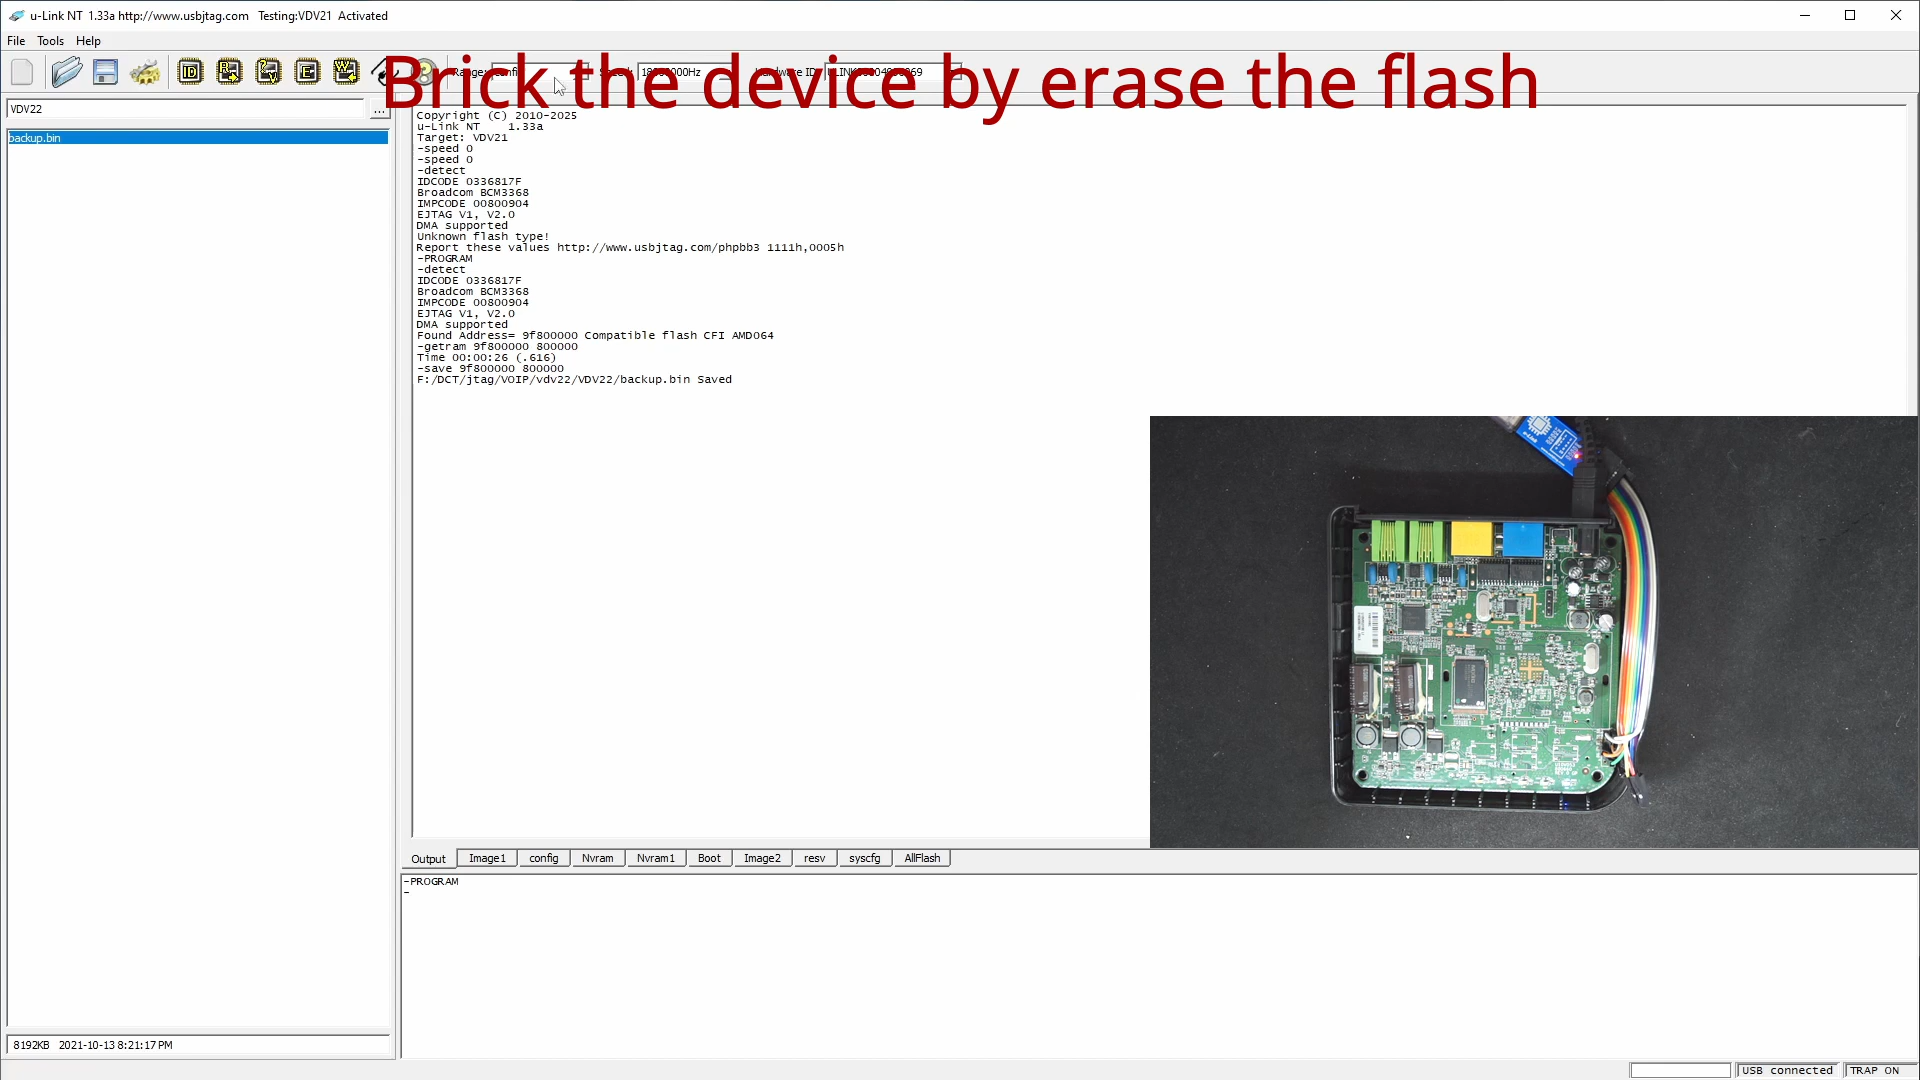 u-Link NT 1.33a http://www.usbjtag.com   Testing:VDV21  Activated
File Tools Help
Brick the device by erase the flash
ID R V E W Range: Speed: Hardware ID:
VDV22 ...
backup.bin
Copyright (C) 2010-2025
u-Link NT    1.33a
Target: VDV21
-speed 0
-speed 0
-detect
IDCODE 0336817F
Broadcom BCM3368
IMPCODE 00800904
EJTAG V1, V2.0
DMA supported
Unknown flash type!
Report these values http://www.usbjtag.com/phpbb3 1111h,0005h
-PROGRAM
-detect
IDCODE 0336817F
Broadcom BCM3368
IMPCODE 00800904
EJTAG V1, V2.0
DMA supported
Found Address= 9f800000 Compatible flash CFI AMD064
-getram 9f800000 800000
Time 00:00:26 (.616)
-save 9f800000 800000
F:/DCT/jtag/VOIP/vdv22/VDV22/backup.bin Saved
Output Image1 config Nvram Nvram1 Boot Image2 resv syscfg AllFlash
-PROGRAM
-
8192KB   2021-10-13 8:21:17 PM
USB connected TRAP ON